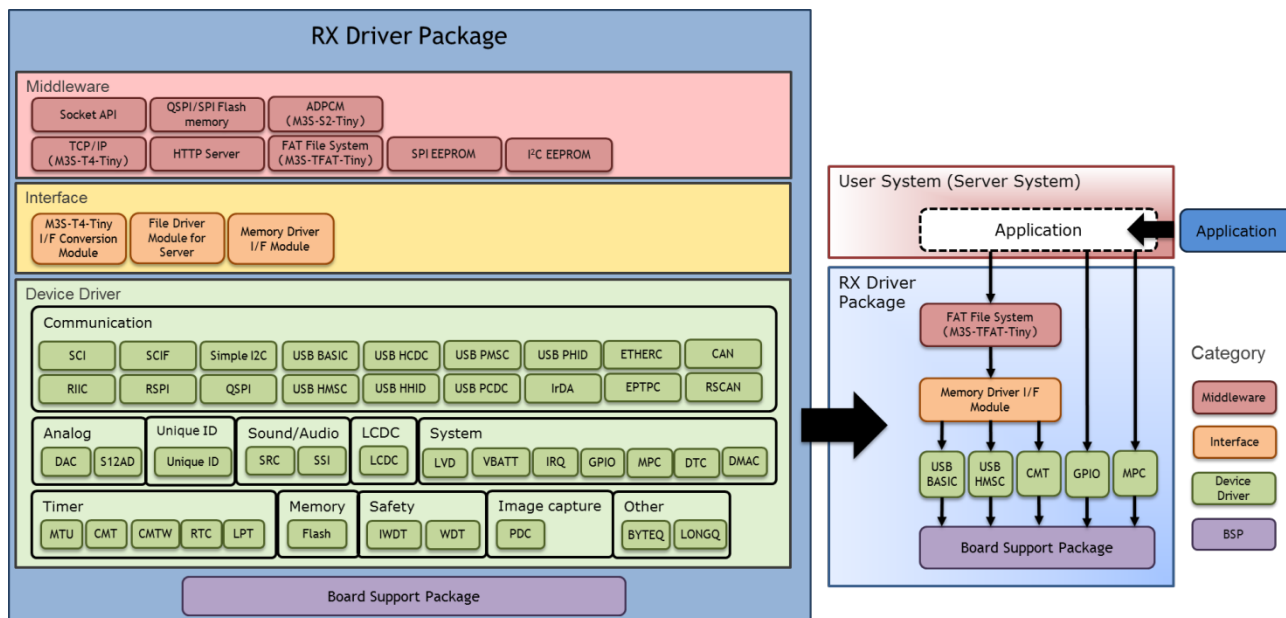 RX Driver Package
Middleware
Socket API
QSPI/SPI Flash
memory
ADPCM
(M3S-S2-Tiny)
TCP/IP
(M3S-T4-Tiny)
HTTP Server
FAT File System
(M3S-TFAT-Tiny)
SPI EEPROM
I²C EEPROM
Interface
M3S-T4-Tiny
I/F Conversion
Module
File Driver
Module for
Server
Memory Driver
I/F Module
Device Driver
Communication
SCI
SCIF
Simple I2C
USB BASIC
USB HCDC
USB PMSC
USB PHID
ETHERC
CAN
RIIC
RSPI
QSPI
USB HMSC
USB HHID
USB PCDC
IrDA
EPTPC
RSCAN
Analog
DAC
S12AD
Unique ID
Unique ID
Sound/Audio
SRC
SSI
LCDC
LCDC
System
LVD
VBATT
IRQ
GPIO
MPC
DTC
DMAC
Timer
MTU
CMT
CMTW
RTC
LPT
Memory
Flash
Safety
IWDT
WDT
Image capture
PDC
Other
BYTEQ
LONGQ
Board Support Package
User System (Server System)
Application
Application
RX Driver
Package
FAT File System
(M3S-TFAT-Tiny)
Memory Driver I/F
Module
USB
BASIC
USB
HMSC
CMT
GPIO
MPC
Board Support Package
Category
Middleware
Interface
Device
Driver
BSP